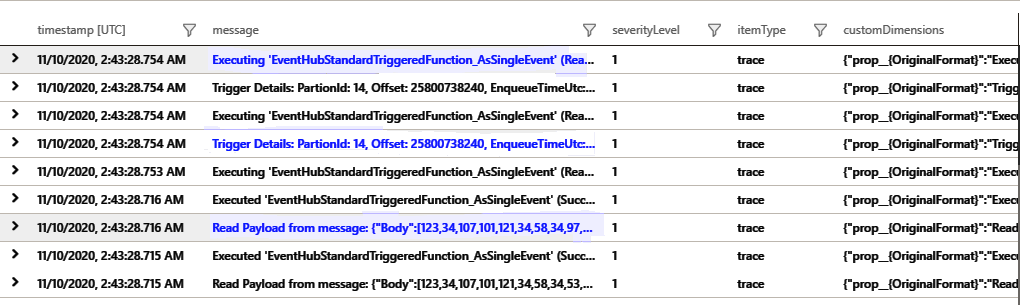 timestamp [UTC] message severityLevel itemType customDimensions
11/10/2020, 2:43:28.754 AM Executing 'EventHubStandardTriggeredFunction_AsSingleEvent' (Rea... 1 trace {"prop__{OriginalFormat}":"Execu
11/10/2020, 2:43:28.754 AM Trigger Details: PartionId: 14, Offset: 25800738240, EnqueueTimeUtc:... 1 trace {"prop__{OriginalFormat}":"Trigg
11/10/2020, 2:43:28.754 AM Executing 'EventHubStandardTriggeredFunction_AsSingleEvent' (Rea... 1 trace {"prop__{OriginalFormat}":"Execu
11/10/2020, 2:43:28.754 AM Trigger Details: PartionId: 14, Offset: 25800738240, EnqueueTimeUtc:... 1 trace {"prop__{OriginalFormat}":"Trigg
11/10/2020, 2:43:28.753 AM Executing 'EventHubStandardTriggeredFunction_AsSingleEvent' (Rea... 1 trace {"prop__{OriginalFormat}":"Execu
11/10/2020, 2:43:28.716 AM Executed 'EventHubStandardTriggeredFunction_AsSingleEvent' (Succ... 1 trace {"prop__{OriginalFormat}":"Execu
11/10/2020, 2:43:28.716 AM Read Payload from message: {"Body":[123,34,107,101,121,34,58,34,97,... 1 trace {"prop__{OriginalFormat}":"Read
11/10/2020, 2:43:28.715 AM Executed 'EventHubStandardTriggeredFunction_AsSingleEvent' (Succ... 1 trace {"prop__{OriginalFormat}":"Execu
11/10/2020, 2:43:28.715 AM Read Payload from message: {"Body":[123,34,107,101,121,34,58,34,53,... 1 trace {"prop__{OriginalFormat}":"Read